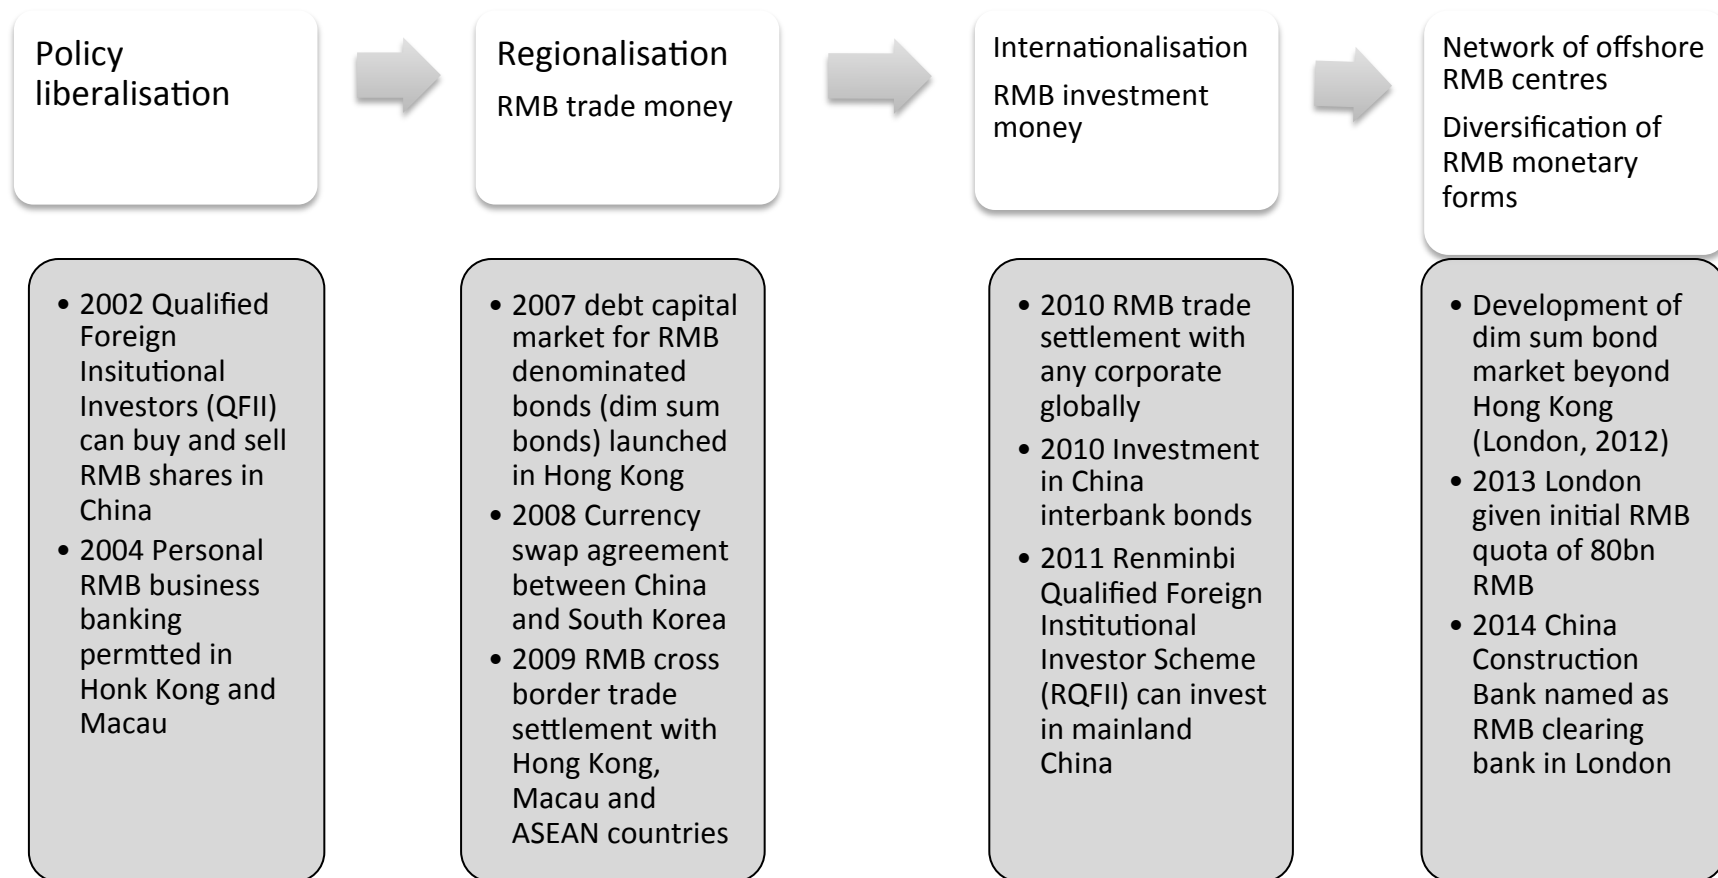 Policy
liberalisation
Regionalisation
RMB trade money
Internationalisation
RMB investment
money
Network of offshore
RMB centres
Diversification of
RMB monetary
forms
• 2002 Qualified
Foreign
Insitutional
Investors (QFII)
can buy and sell
RMB shares in
China
• 2004 Personal
RMB business
banking
permtted in
Honk Kong and
Macau
• 2007 debt capital
market for RMB
denominated
bonds (dim sum
bonds) launched
in Hong Kong
• 2008 Currency
swap agreement
between China
and South Korea
• 2009 RMB cross
border trade
settlement with
Hong Kong,
Macau and
ASEAN countries
• 2010 RMB trade
settlement with
any corporate
globally
• 2010 Investment
in China
interbank bonds
• 2011 Renminbi
Qualified Foreign
Institutional
Investor Scheme
(RQFII) can invest
in mainland
China
• Development of
dim sum bond
market beyond
Hong Kong
(London, 2012)
• 2013 London
given initial RMB
quota of 80bn
RMB
• 2014 China
Construction
Bank named as
RMB clearing
bank in London